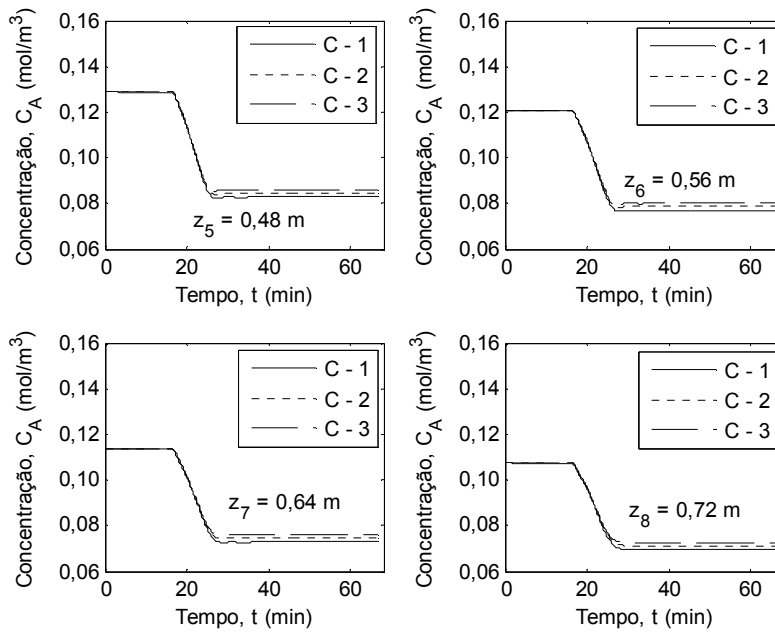 0,16
0,14
0,12
0,10
0,08
0,06
Concentração, C_A (mol/m³)
C - 1
C - 2
C - 3
z₅ = 0,48 m
0 20 40 60
Tempo, t (min)
0,16
0,14
0,12
0,10
0,08
0,06
Concentração, C_A (mol/m³)
C - 1
C - 2
C - 3
z₆ = 0,56 m
0 20 40 60
Tempo, t (min)
0,16
0,14
0,12
0,10
0,08
0,06
Concentração, C_A (mol/m³)
C - 1
C - 2
C - 3
z₇ = 0,64 m
0 20 40 60
Tempo, t (min)
0,16
0,14
0,12
0,10
0,08
0,06
Concentração, C_A (mol/m³)
C - 1
C - 2
C - 3
z₈ = 0,72 m
0 20 40 60
Tempo, t (min)